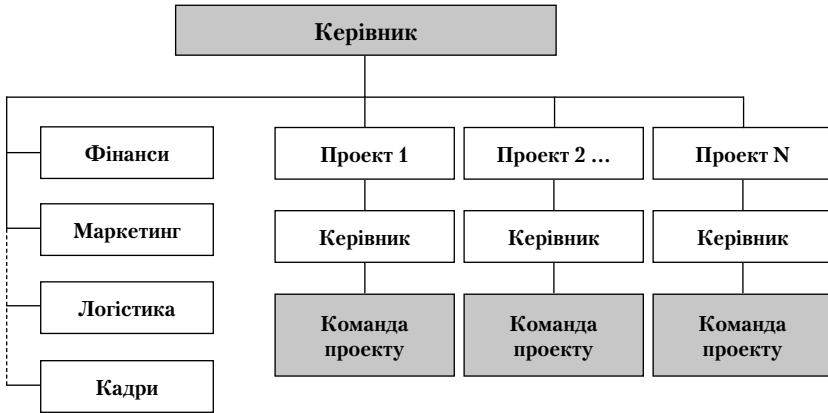 Керівник
Фінанси
Маркетинг
Логістика
Кадри
Проект 1
Проект 2 ...
Проект N
Керівник
Керівник
Керівник
Команда
проекту
Команда
проекту
Команда
проекту